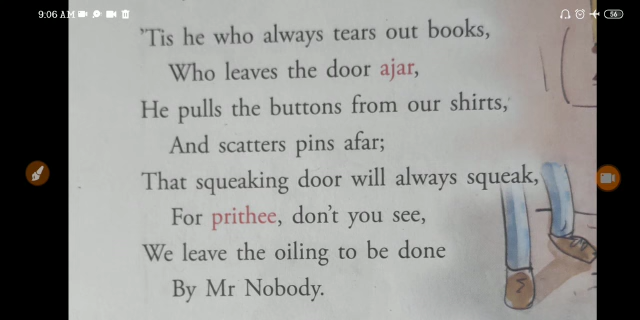 9:06 AM 56
’Tis he who always tears out books,
Who leaves the door ajar,
He pulls the buttons from our shirts,
And scatters pins afar;
That squeaking door will always squeak,
For prithee, don’t you see,
We leave the oiling to be done
By Mr Nobody.